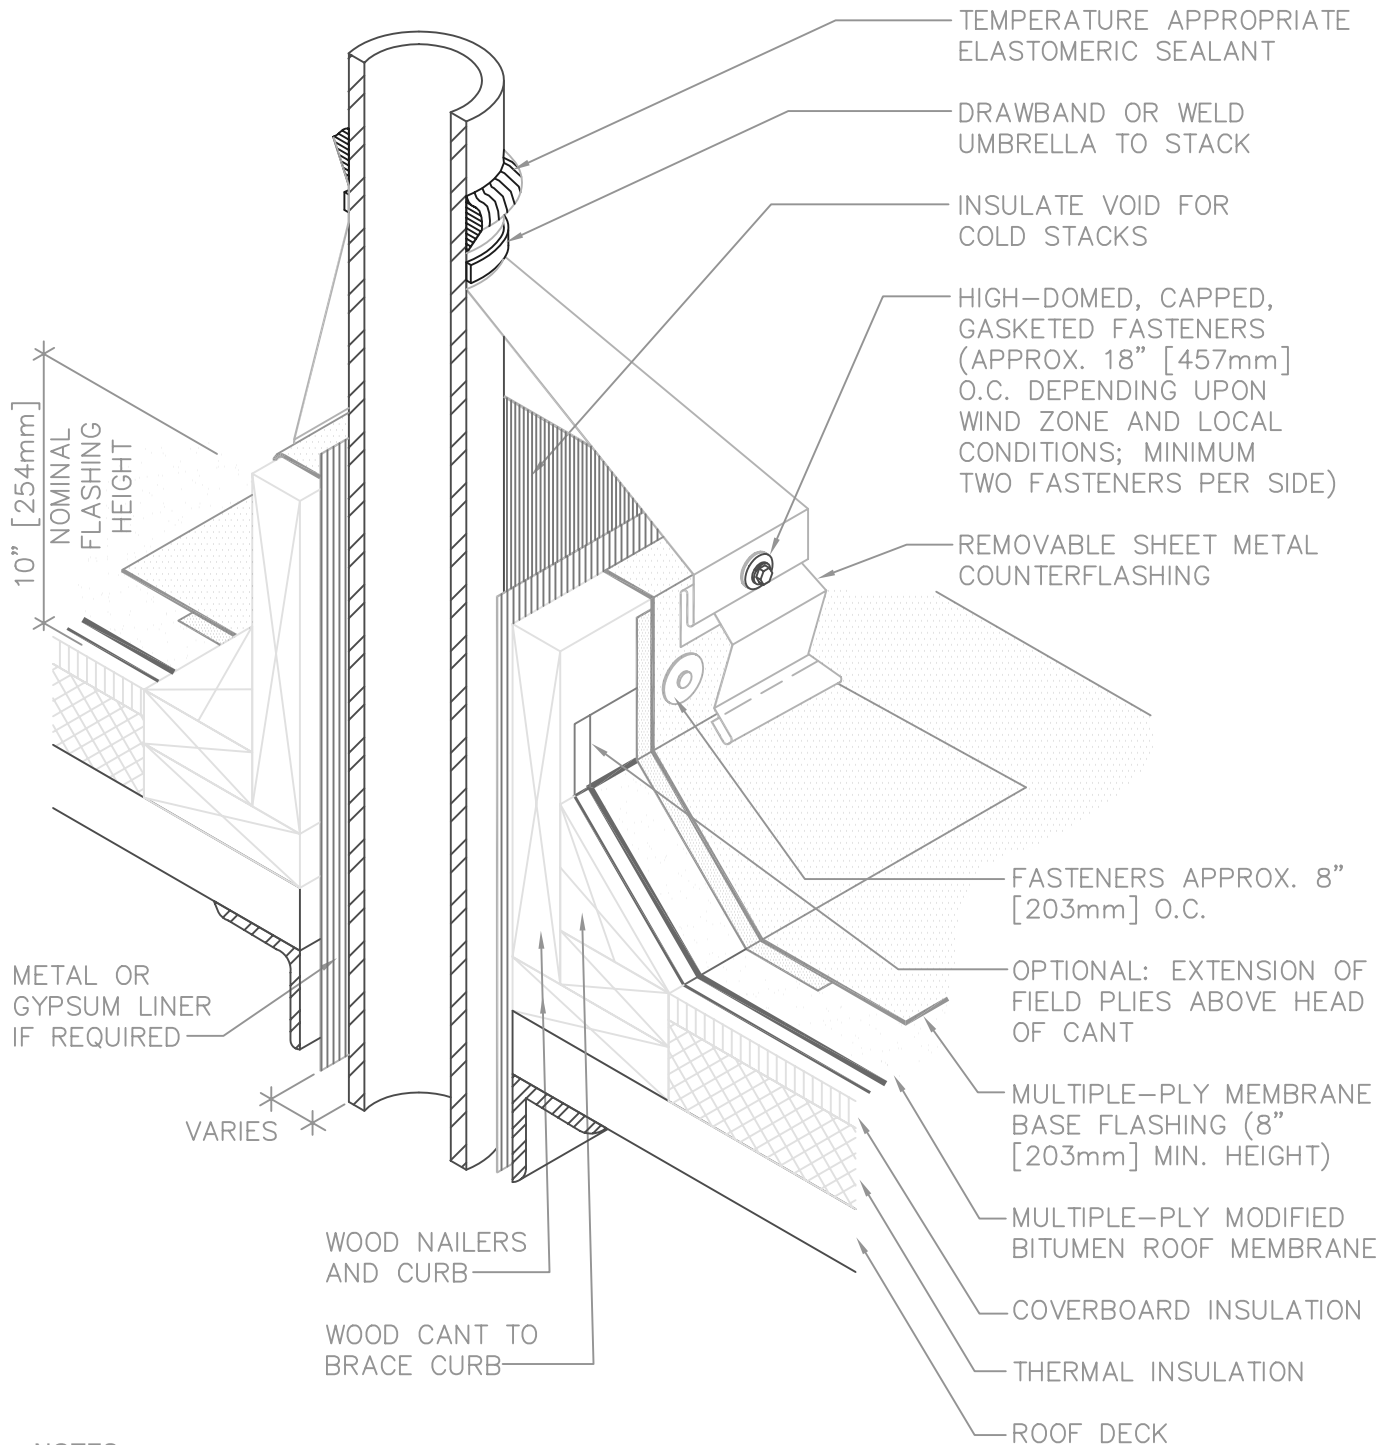 TEMPERATURE APPROPRIATE
ELASTOMERIC SEALANT
DRAWBAND OR WELD
UMBRELLA TO STACK
INSULATE VOID FOR
COLD STACKS
HIGH-DOMED, CAPPED,
GASKETED FASTENERS
(APPROX. 18" [457mm]
O.C. DEPENDING UPON
WIND ZONE AND LOCAL
CONDITIONS; MINIMUM
TWO FASTENERS PER SIDE)
REMOVABLE SHEET METAL
COUNTERFLASHING
10" [254mm]
NOMINAL
FLASHING
HEIGHT
FASTENERS APPROX. 8"
[203mm] O.C.
OPTIONAL: EXTENSION OF
FIELD PLIES ABOVE HEAD
OF CANT
METAL OR
GYPSUM LINER
IF REQUIRED
VARIES
MULTIPLE-PLY MEMBRANE
BASE FLASHING (8"
[203mm] MIN. HEIGHT)
MULTIPLE-PLY MODIFIED
BITUMEN ROOF MEMBRANE
WOOD NAILERS
AND CURB
COVERBOARD INSULATION
WOOD CANT TO
BRACE CURB
THERMAL INSULATION
ROOF DECK